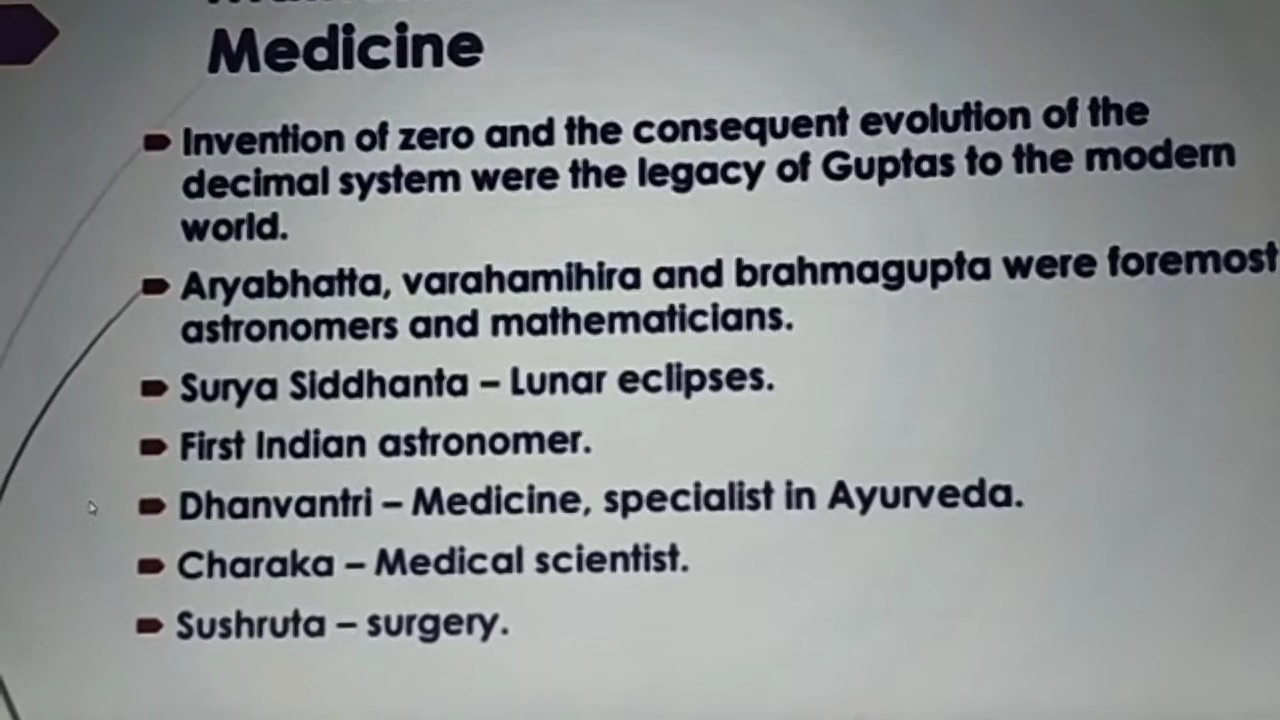 Medicine
Invention of zero and the consequent evolution of the
decimal system were the legacy of Guptas to the modern
world.
Aryabhatta, varahamihira and brahmagupta were foremost
astronomers and mathematicians.
Surya Siddhanta – Lunar eclipses.
First Indian astronomer.
Dhanvantri – Medicine, specialist in Ayurveda.
Charaka – Medical scientist.
Sushruta – surgery.